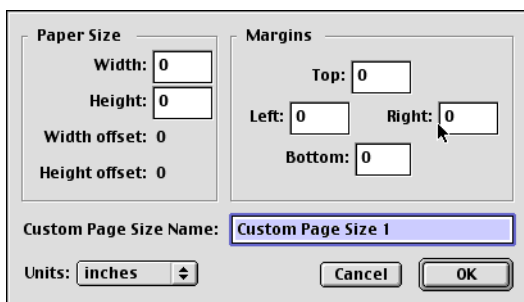 Paper Size
Width: 0
Height: 0
Width offset: 0
Height offset: 0
Margins
Top: 0
Left: 0 Right: 0
Bottom: 0
Custom Page Size Name: Custom Page Size 1
Units: inches Cancel OK